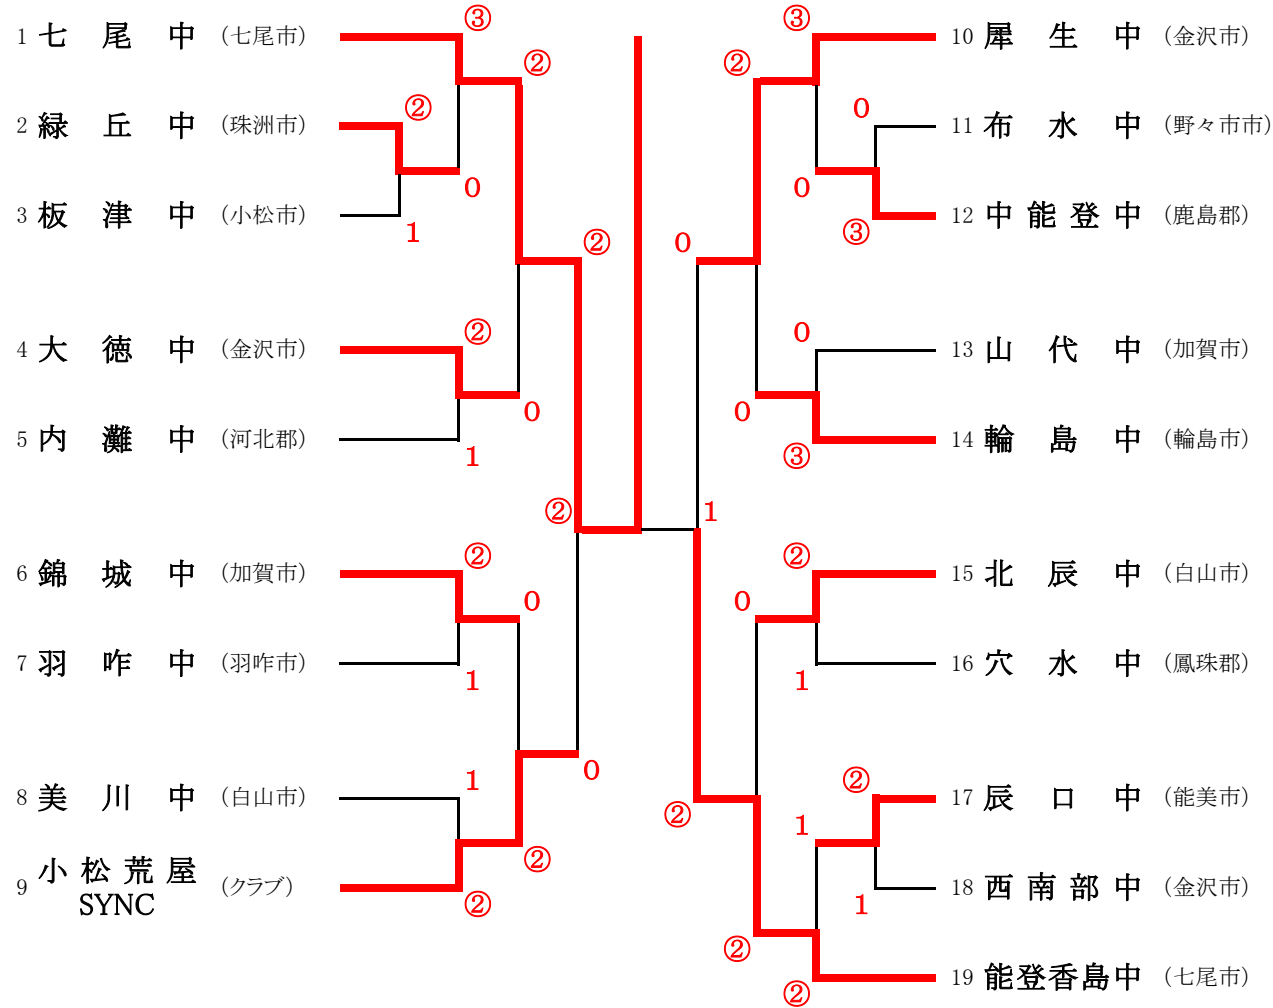 1 七尾中 (七尾市)
2 緑丘中 (珠洲市)
3 板津中 (小松市)
4 大徳中 (金沢市)
5 内灘中 (河北郡)
6 錦城中 (加賀市)
7 羽咋中 (羽咋市)
8 美川中 (白山市)
9 小松荒屋 (クラブ)
SYNC
③
②
②
0
1
②
②
0
1
②
②
0
1
1
0
②
②
③
②
0
0
0
③
0
0
③
1
②
0
1
②
②
1
1
②
②
10 犀生中 (金沢市)
11 布水中 (野々市市)
12 中能登中 (鹿島郡)
13 山代中 (加賀市)
14 輪島中 (輪島市)
15 北辰中 (白山市)
16 穴水中 (鳳珠郡)
17 辰口中 (能美市)
18 西南部中 (金沢市)
19 能登香島中 (七尾市)